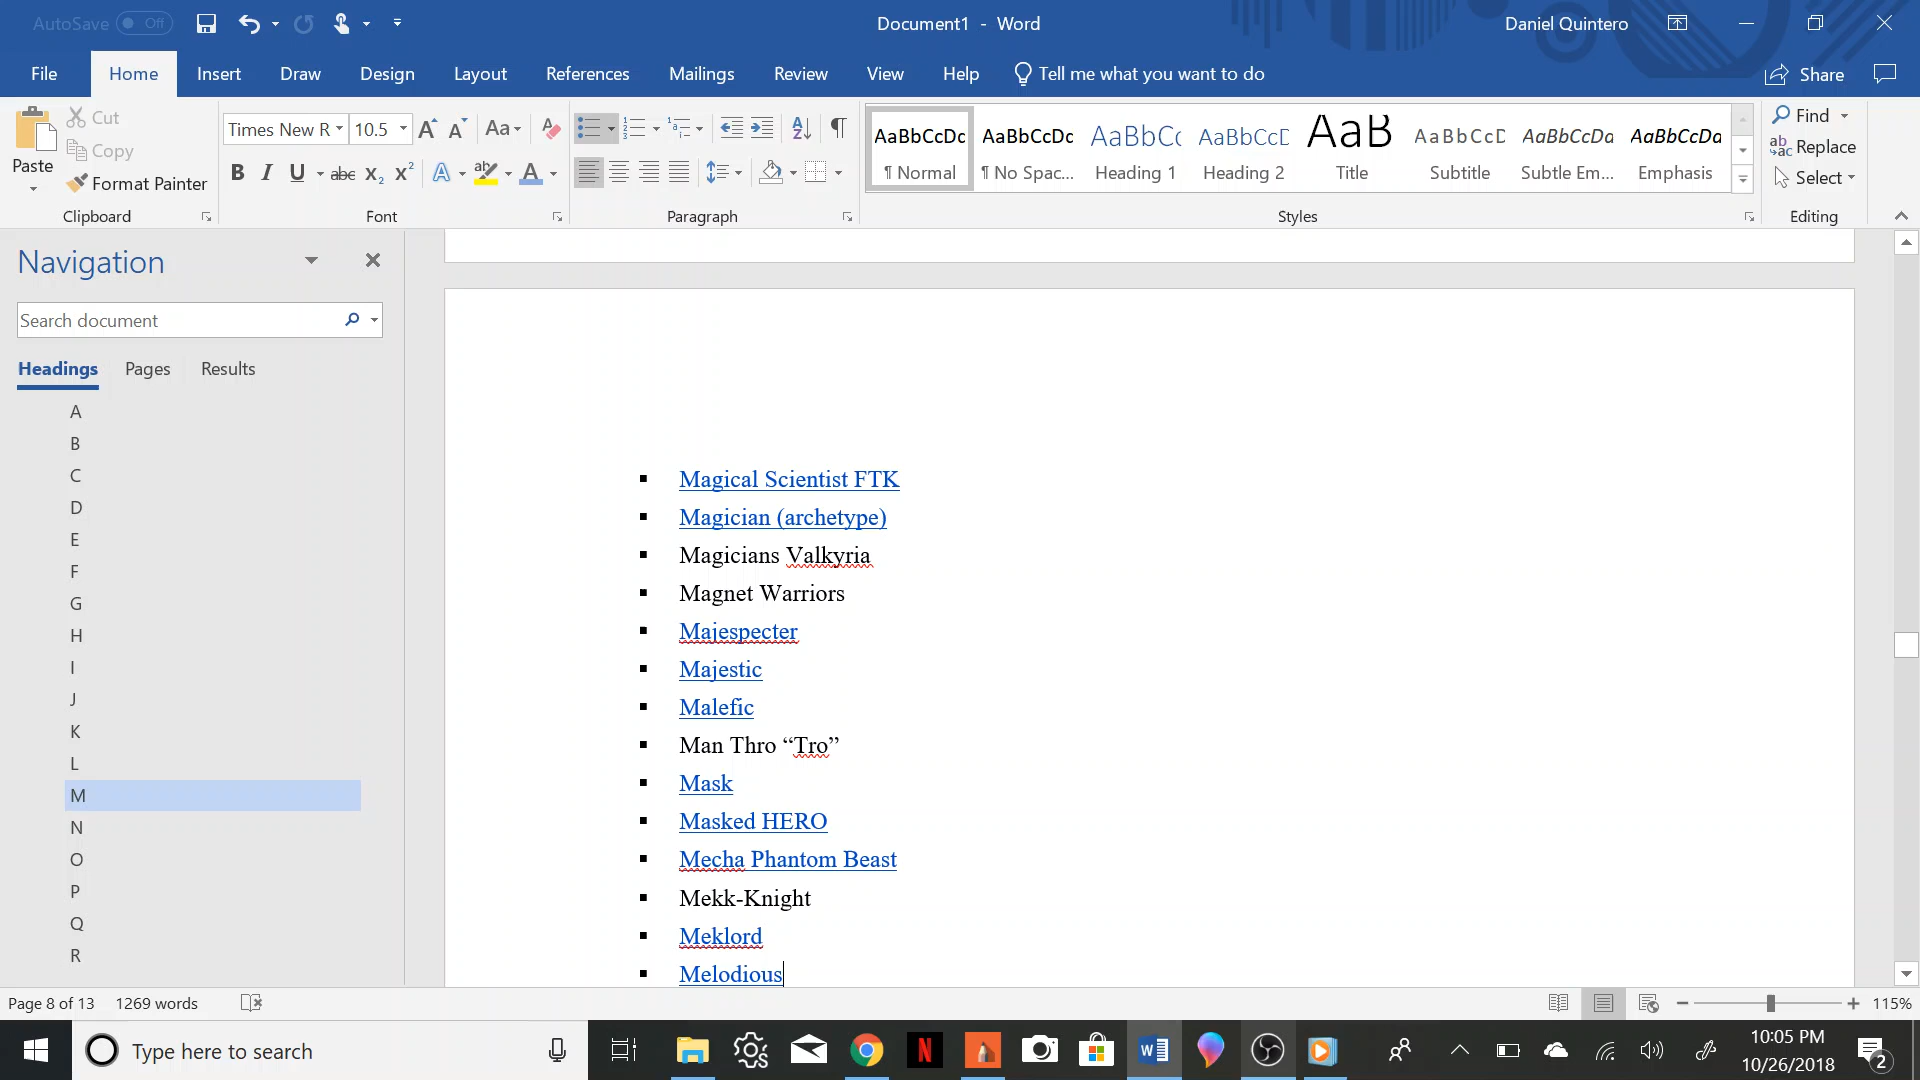 AutoSave Off
Document1 - Word
Daniel Quintero
File Home Insert Draw Design Layout References Mailings Review View Help Tell me what you want to do
Share
Paste
Cut
Copy
Format Painter
Clipboard
Times New R 10.5
Font
Paragraph
AaBbCcDc AaBbCcDc AaBbCc AaBbCcD AaB AaBbCcD AaBbCcDa AaBbCcDa
¶ Normal ¶ No Spac... Heading 1 Heading 2 Title Subtitle Subtle Em... Emphasis
Styles
Find
Replace
Select
Editing
Navigation
Search document
Headings Pages Results
A
B
C
D
E
F
G
H
I
J
K
L
M
N
O
P
Q
R
Magical Scientist FTK
Magician (archetype)
Magicians Valkyria
Magnet Warriors
Majespecter
Majestic
Malefic
Man Thro “Tro”
Mask
Masked HERO
Mecha Phantom Beast
Mekk-Knight
Meklord
Melodious
Page 8 of 13 1269 words
115%
Type here to search
10:05 PM
10/26/2018
2